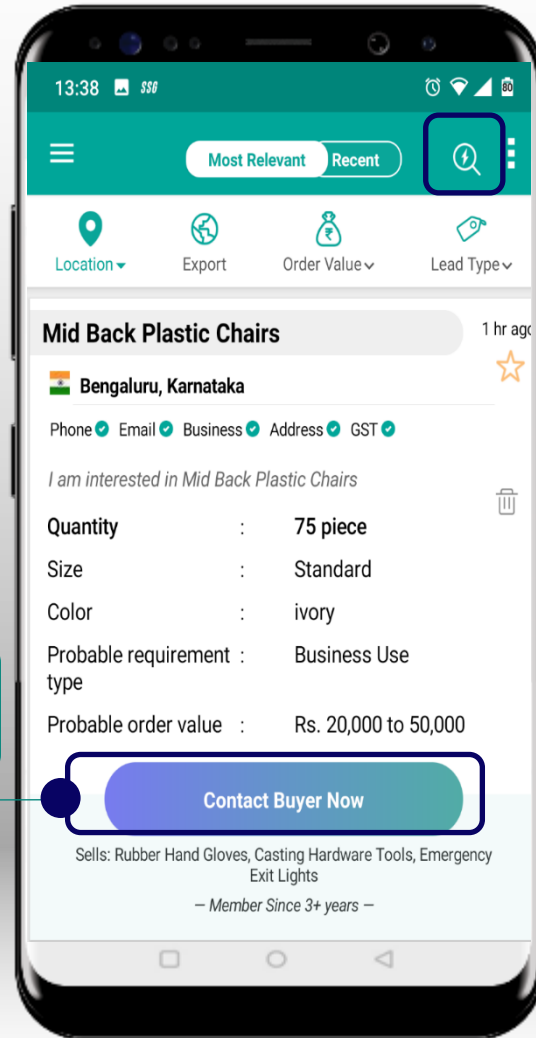 13:38 SSG 80
Most Relevant Recent
Location Export Order Value Lead Type
Mid Back Plastic Chairs 1 hr ago
Bengaluru, Karnataka
Phone Email Business Address GST
I am interested in Mid Back Plastic Chairs
Quantity : 75 piece
Size : Standard
Color : ivory
Probable requirement : Business Use
type
Probable order value : Rs. 20,000 to 50,000
Contact Buyer Now
Sells: Rubber Hand Gloves, Casting Hardware Tools, Emergency
Exit Lights
— Member Since 3+ years —